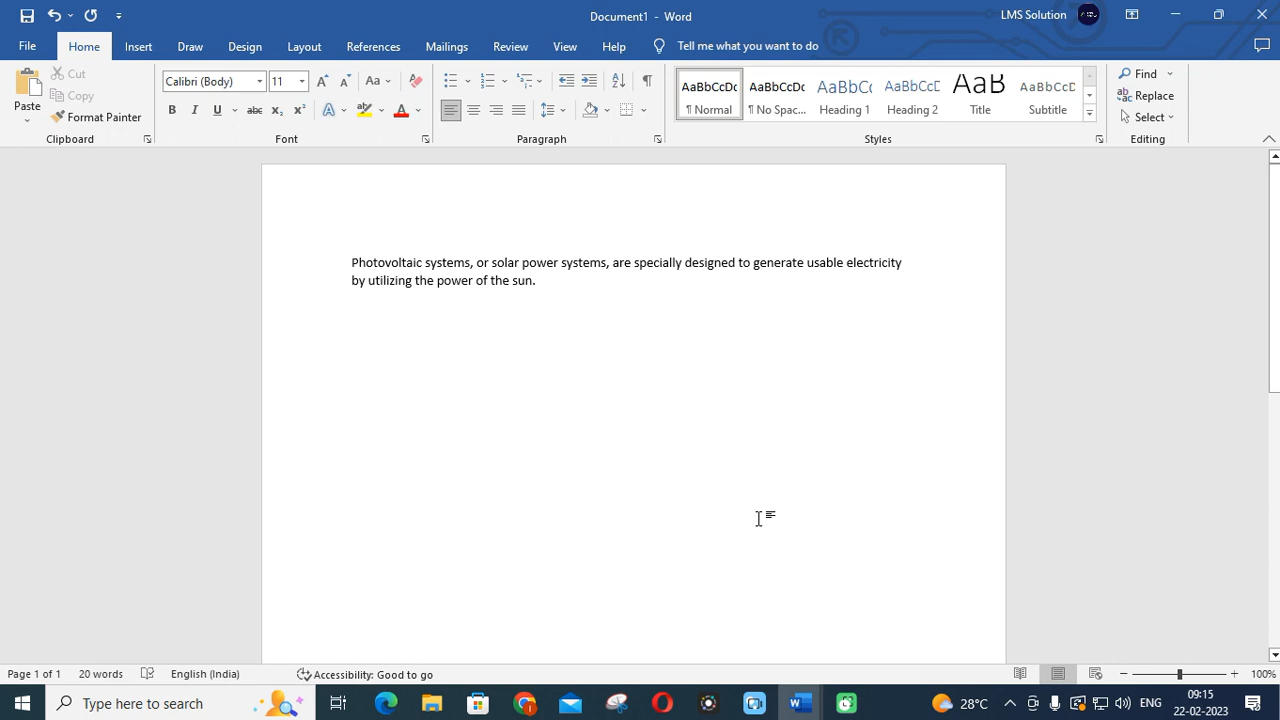 Document1 - Word
LMS Solution
File Home Insert Draw Design Layout References Mailings Review View Help Tell me what you want to do
Paste
Cut
Copy
Format Painter
Clipboard
Calibri (Body) 11
Font
Paragraph
AaBbCcDc AaBbCcDc AaBbCc AaBbCcD AaB AaBbCcD
¶ Normal ¶ No Spac... Heading 1 Heading 2 Title Subtitle
Styles
Find
Replace
Select
Editing
Photovoltaic systems, or solar power systems, are specially designed to generate usable electricity
by utilizing the power of the sun.
Page 1 of 1 20 words English (India) Accessibility: Good to go 100%
Type here to search
28°C
ENG
09:15
22-02-2023